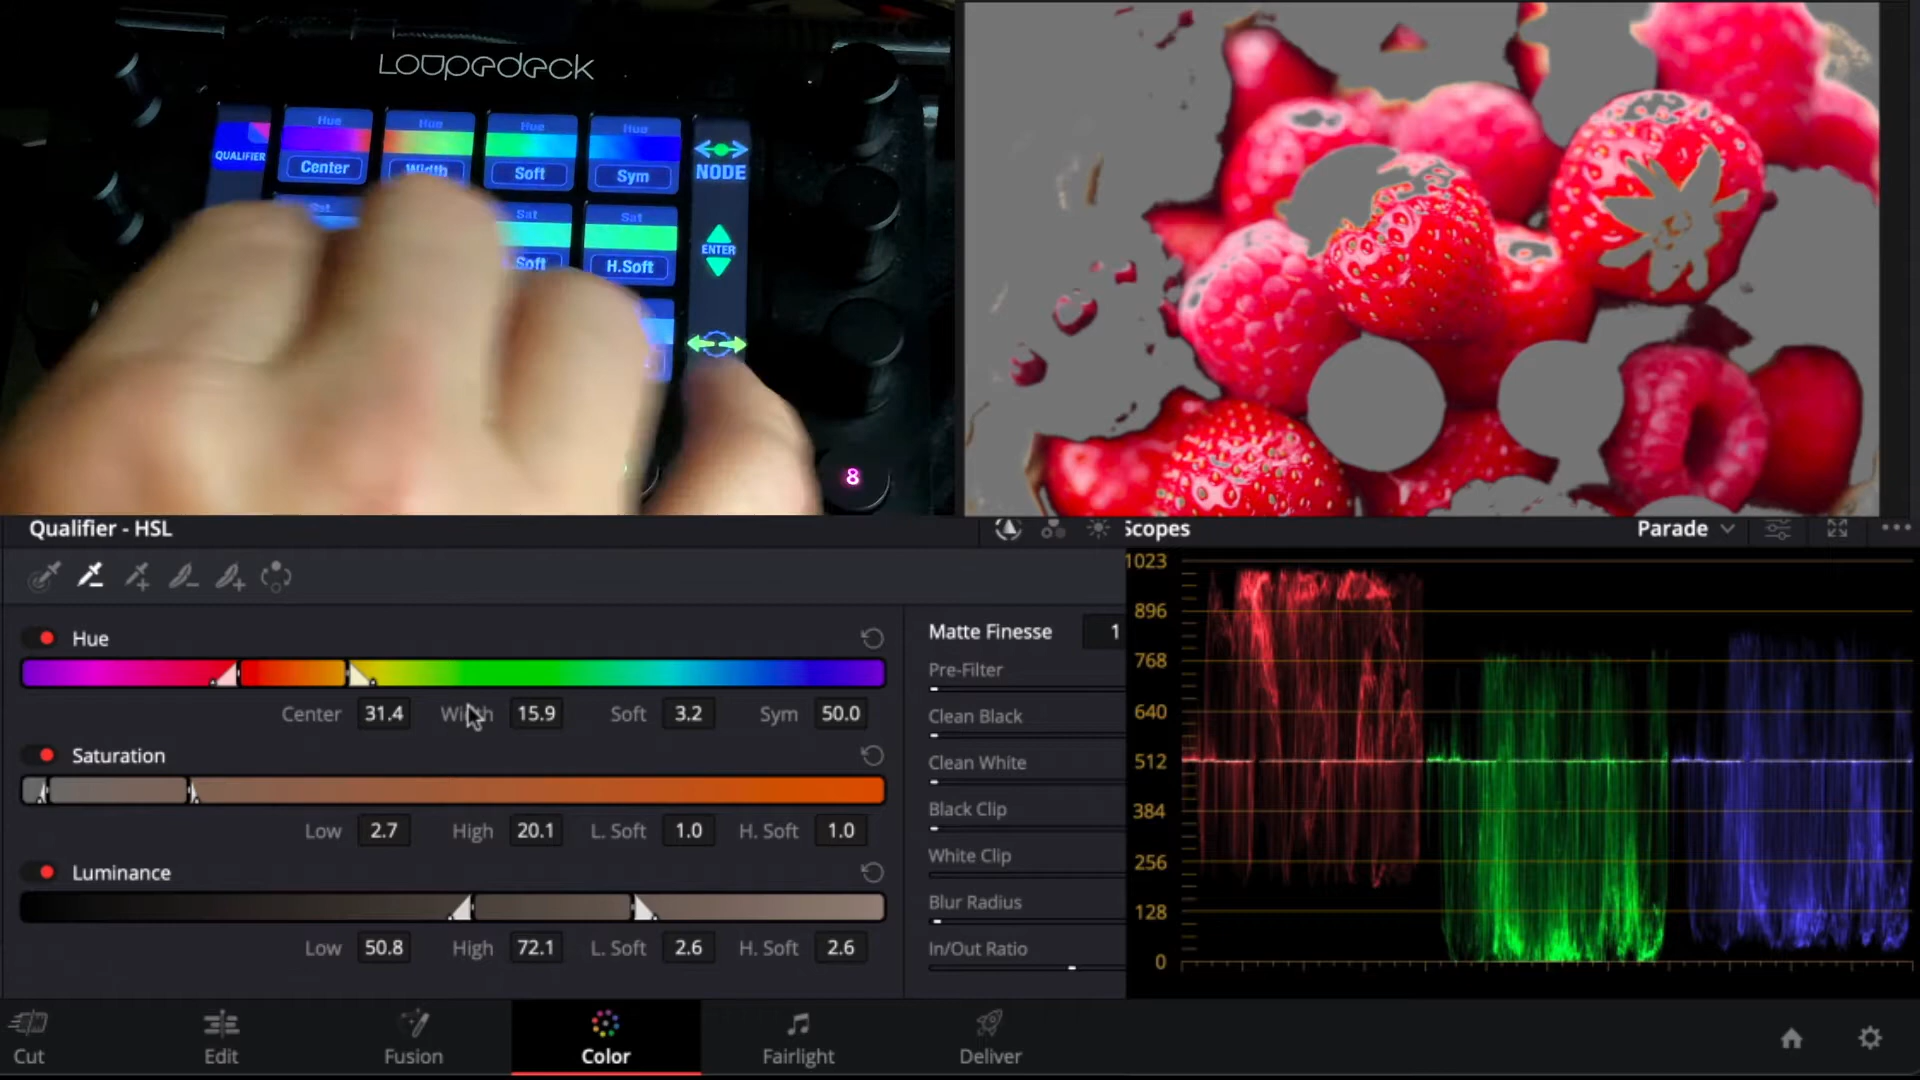 Loupedeck
Hue Hue Hue Hue
QUALIFIER Center Width Soft Sym
NODE
Sat Sat Sat
Soft H.Soft
ENTER
8
Qualifier - HSL
Scopes Parade
Hue
Center 31.4 Width 15.9 Soft 3.2 Sym 50.0
Saturation
Low 2.7 High 20.1 L. Soft 1.0 H. Soft 1.0
Luminance
Low 50.8 High 72.1 L. Soft 2.6 H. Soft 2.6
Matte Finesse 1
Pre-Filter
Clean Black
Clean White
Black Clip
White Clip
Blur Radius
In/Out Ratio
1023
896
768
640
512
384
256
128
0
Cut Edit Fusion Color Fairlight Deliver